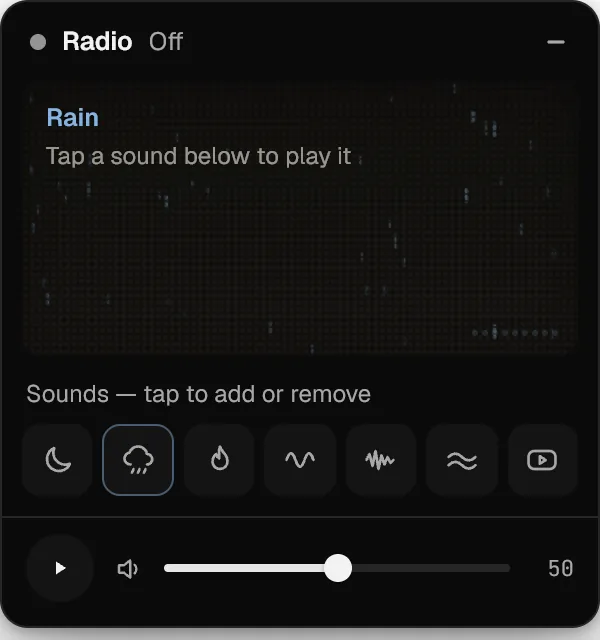 Radio Off
Rain
Tap a sound below to play it
Sounds — tap to add or remove
50